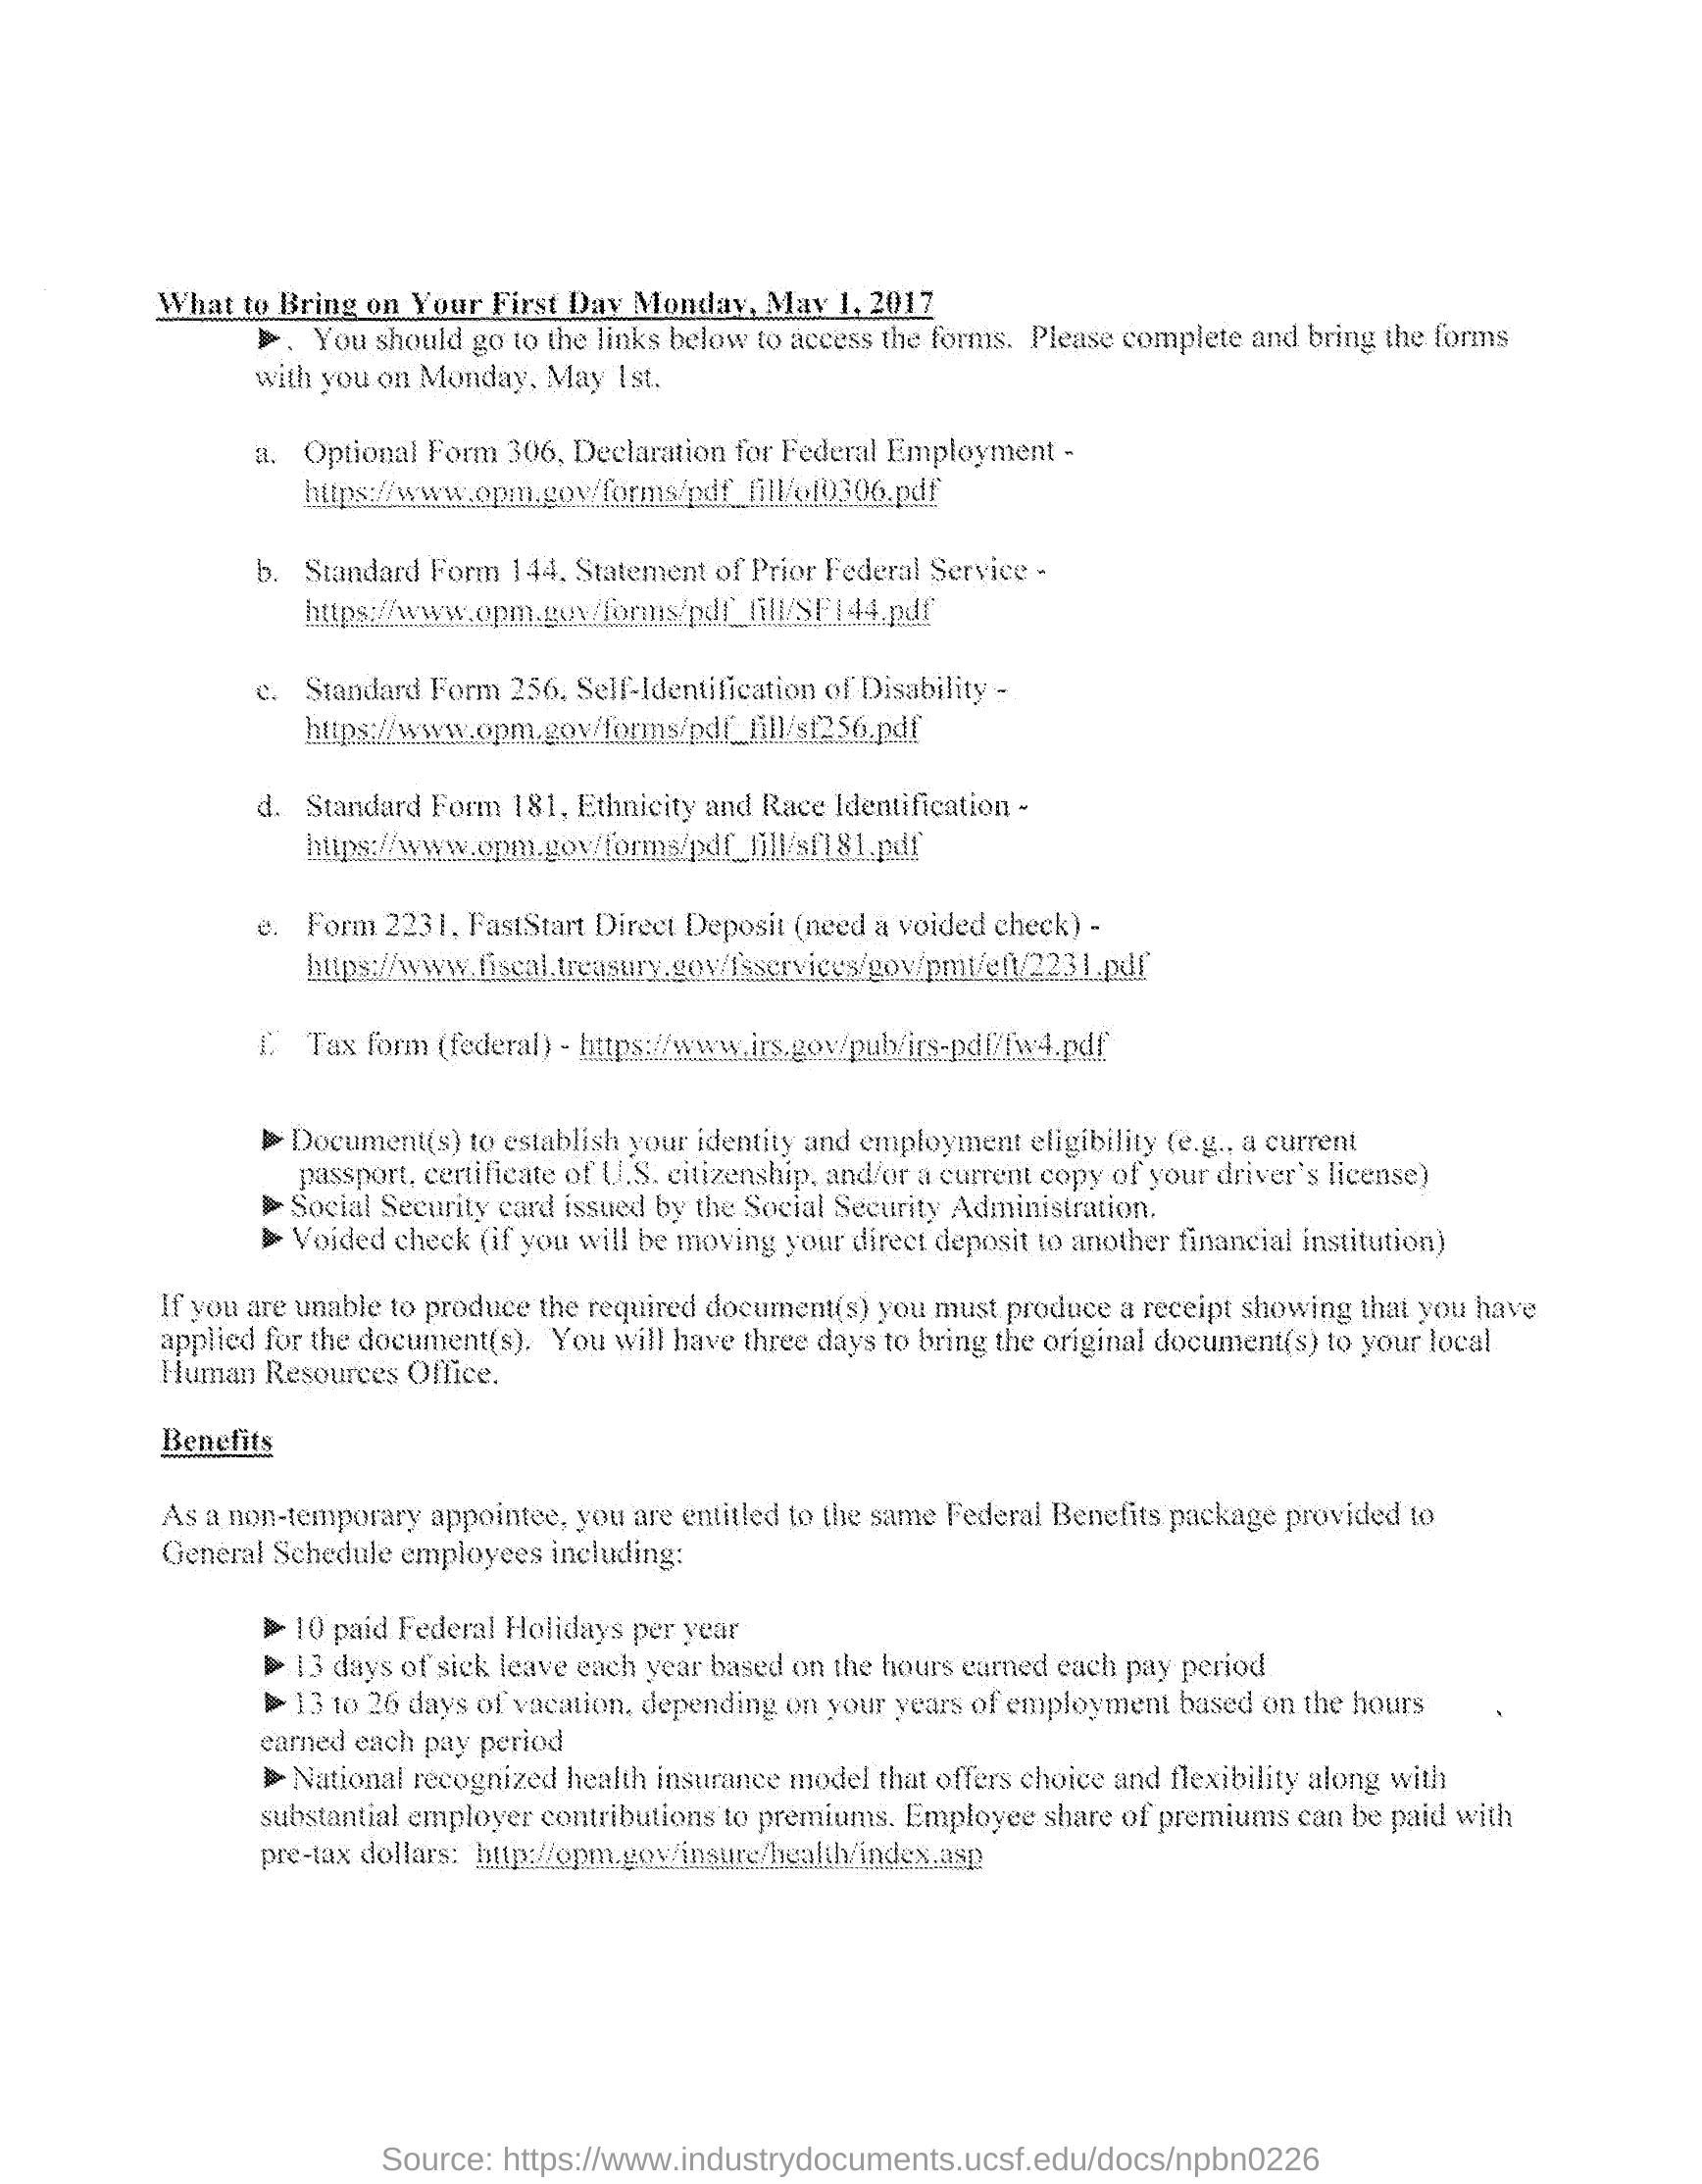 What to Bring on Your First Day Monday, May 1, 2017
▶. You should go to the links below to access the forms. Please complete and bring the forms
with you on Monday, May 1st.
a. Optional Form 306, Declaration for Federal Employment -
https://www.opm.gov/forms/pdf_fill/of0306.pdf
b. Standard Form 144, Statement of Prior Federal Service -
https://www.opm.gov/forms/pdf_fill/SF144.pdf
c. Standard Form 256, Self-Identification of Disability -
https://www.opm.gov/forms/pdf_fill/sf256.pdf
d. Standard Form 181, Ethnicity and Race Identification -
https://www.opm.gov/forms/pdf_fill/sf181.pdf
e. Form 2231, FastStart Direct Deposit (need a voided check) -
https://www.fiscal.treasury.gov/fsservices/gov/pmt/eft/2231.pdf
f. Tax form (federal) - https://www.irs.gov/pub/irs-pdf/fw4.pdf
▶ Document(s) to establish your identity and employment eligibility (e.g., a current
passport, certificate of U.S. citizenship, and/or a current copy of your driver's license)
▶ Social Security card issued by the Social Security Administration.
▶ Voided check (if you will be moving your direct deposit to another financial institution)
If you are unable to produce the required document(s) you must produce a receipt showing that you have
applied for the document(s). You will have three days to bring the original document(s) to your local
Human Resources Office.
Benefits
As a non-temporary appointee, you are entitled to the same Federal Benefits package provided to
General Schedule employees including:
▶ 10 paid Federal Holidays per year
▶ 13 days of sick leave each year based on the hours earned each pay period
▶ 13 to 26 days of vacation, depending on your years of employment based on the hours
earned each pay period
▶ National recognized health insurance model that offers choice and flexibility along with
substantial employer contributions to premiums. Employee share of premiums can be paid with
pre-tax dollars: http://opm.gov/insure/health/index.asp
Source: https://www.industrydocuments.ucsf.edu/docs/npbn0226